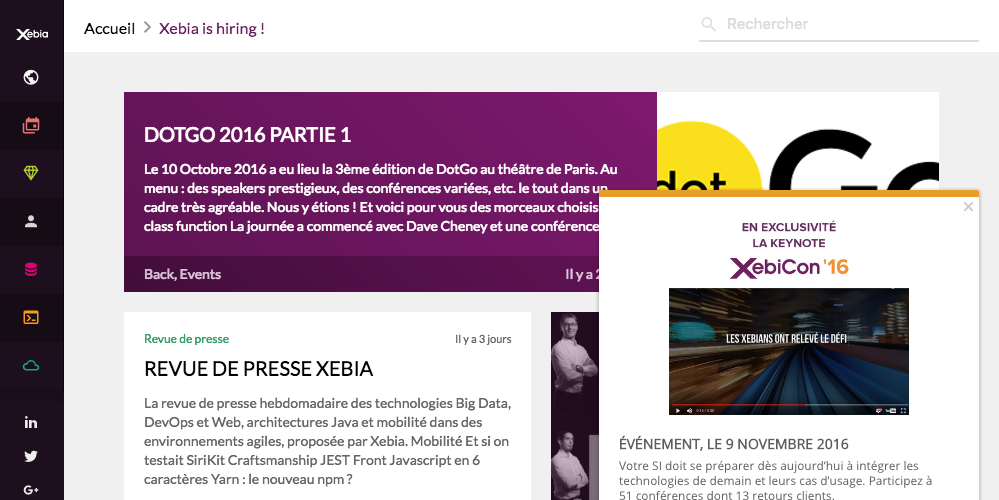 Xebia
Accueil > Xebia is hiring !
Rechercher
DOTGO 2016 PARTIE 1
Le 10 Octobre 2016 a eu lieu la 3ème édition de DotGo au théâtre de Paris. Au
menu : des speakers prestigieux, des conférences variées, etc. le tout dans un
cadre très agréable. Nous y étions ! Et voici pour vous des morceaux choisis
class function La journée a commencé avec Dave Cheney et une conférence
Back, Events
Il y a 2
dot
Go
Revue de presse
Il y a 3 jours
REVUE DE PRESSE XEBIA
La revue de presse hebdomadaire des technologies Big Data,
DevOps et Web, architectures Java et mobilité dans des
environnements agiles, proposée par Xebia. Mobilité Et si on
testait SiriKit Craftsmanship JEST Front Javascript en 6
caractères Yarn : le nouveau npm ?
in
G+
×
EN EXCLUSIVITÉ
LA KEYNOTE
XebiCon '16
LES XEBIANS ONT RELEVÉ LE DÉFI
ÉVÉNEMENT, LE 9 NOVEMBRE 2016
Votre SI doit se préparer dès aujourd'hui à intégrer les
technologies de demain et leurs cas d'usage. Participez à
51 conférences dont 13 retours clients.